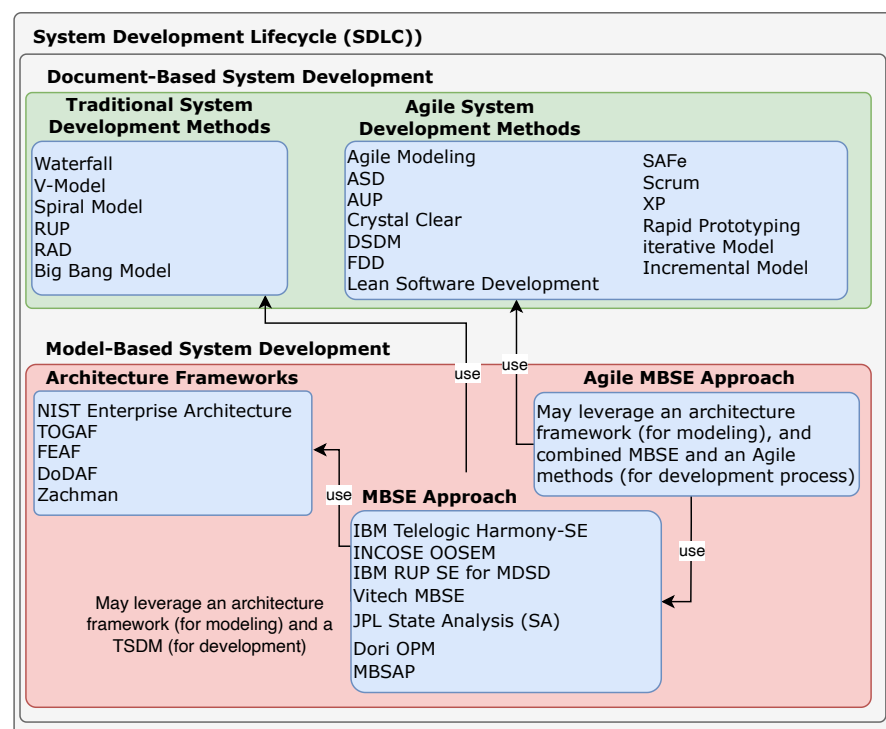 System Development Lifecycle (SDLC))
Document-Based System Development
Traditional System
Development Methods
Waterfall
V-Model
Spiral Model
RUP
RAD
Big Bang Model
Agile System
Development Methods
Agile Modeling
ASD
AUP
Crystal Clear
DSDM
FDD
Lean Software Development
SAFe
Scrum
XP
Rapid Prototyping
iterative Model
Incremental Model
use
use
Model-Based System Development
Architecture Frameworks
NIST Enterprise Architecture
TOGAF
FEAF
DoDAF
Zachman
Agile MBSE Approach
May leverage an architecture
framework (for modeling), and
combined MBSE and an Agile
methods (for development process)
use
use
MBSE Approach
IBM Telelogic Harmony-SE
INCOSE OOSEM
IBM RUP SE for MDSD
Vitech MBSE
JPL State Analysis (SA)
Dori OPM
MBSAP
May leverage an architecture
framework (for modeling) and a
TSDM (for development)